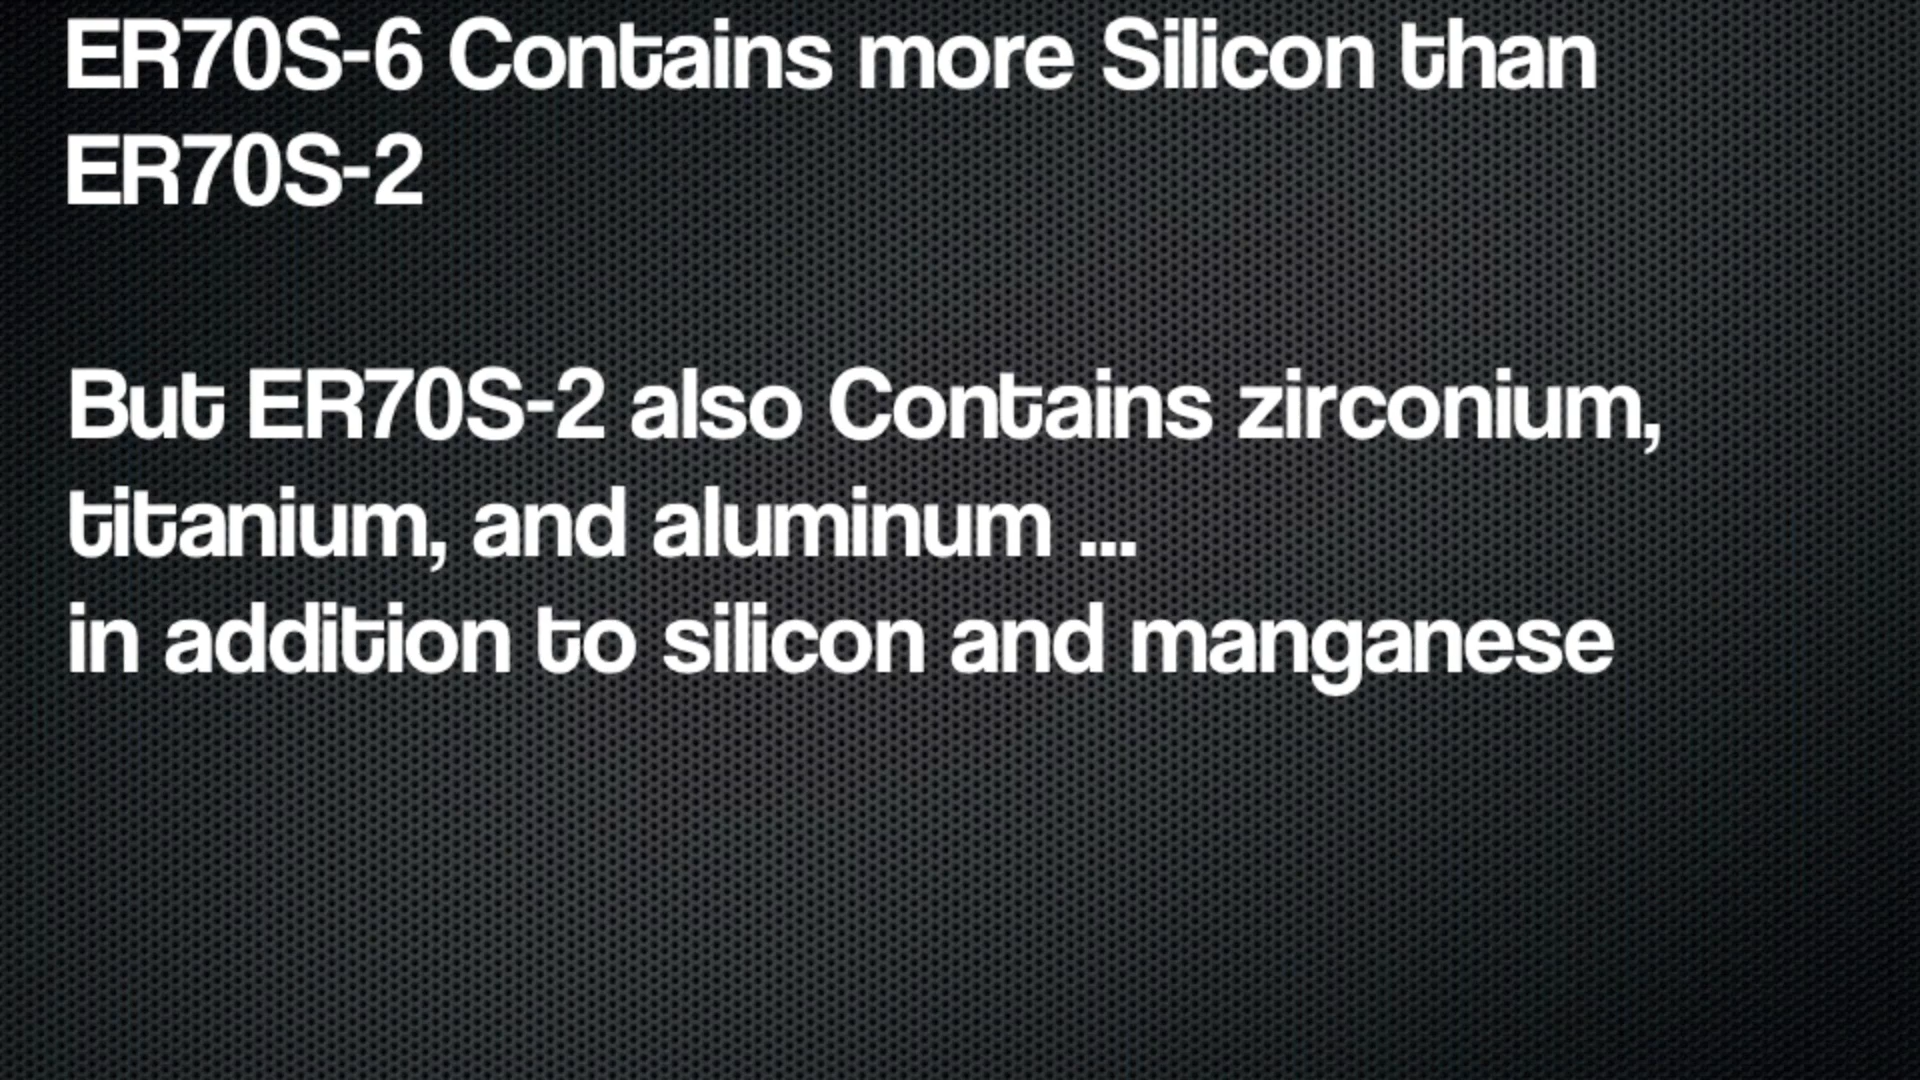 ER70S-6 Contains more Silicon than
ER70S-2
But ER70S-2 also Contains zirconium,
titanium, and aluminum ...
in addition to silicon and manganese